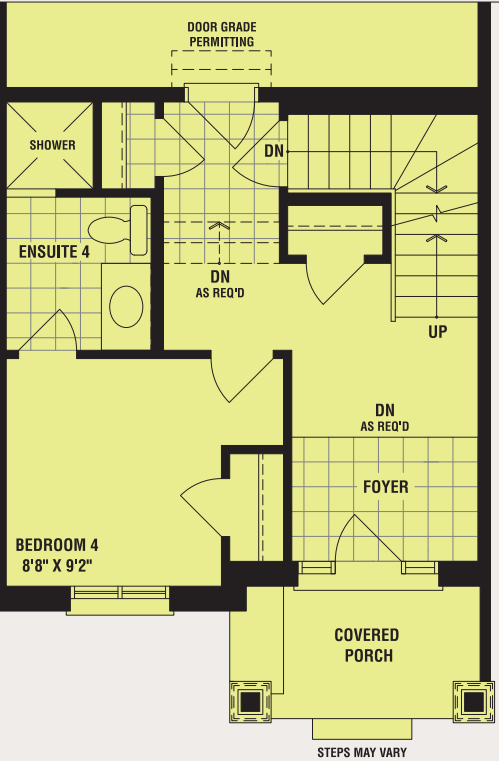 DOOR GRADE
PERMITTING
SHOWER
DN
ENSUITE 4
DN
AS REQ'D
UP
DN
AS REQ'D
FOYER
BEDROOM 4
8'8" X 9'2"
COVERED
PORCH
STEPS MAY VARY